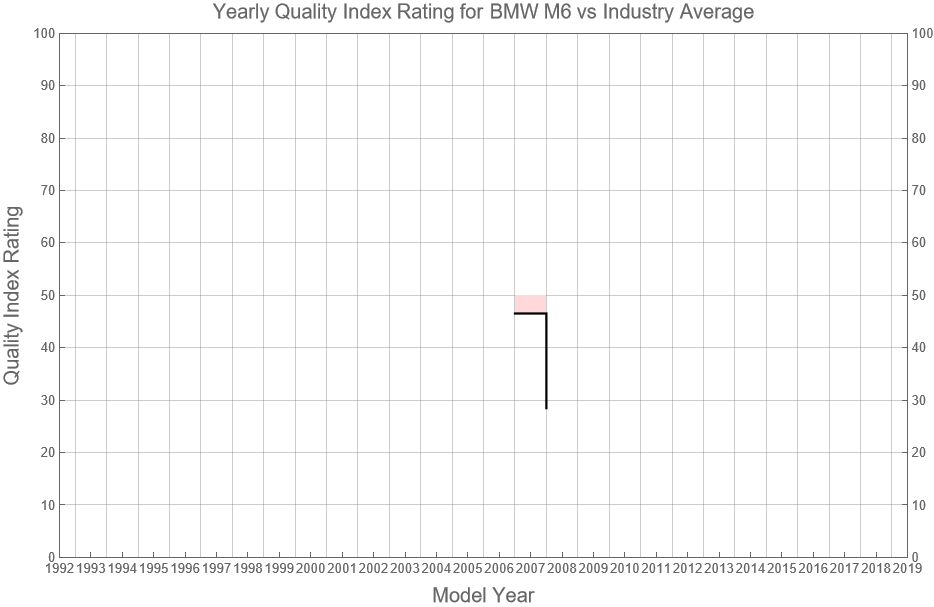 Yearly Quality Index Rating for BMW M6 vs Industry Average
100 100
90 90
80 80
70 70
60 60
50 50
40 40
30 30
20 20
10 10
0 0
Quality Index Rating
1992 1993 1994 1995 1996 1997 1998 1999 2000 2001 2002 2003 2004 2005 2006 2007 2008 2009 2010 2011 2012 2013 2014 2015 2016 2017 2018 2019
Model Year